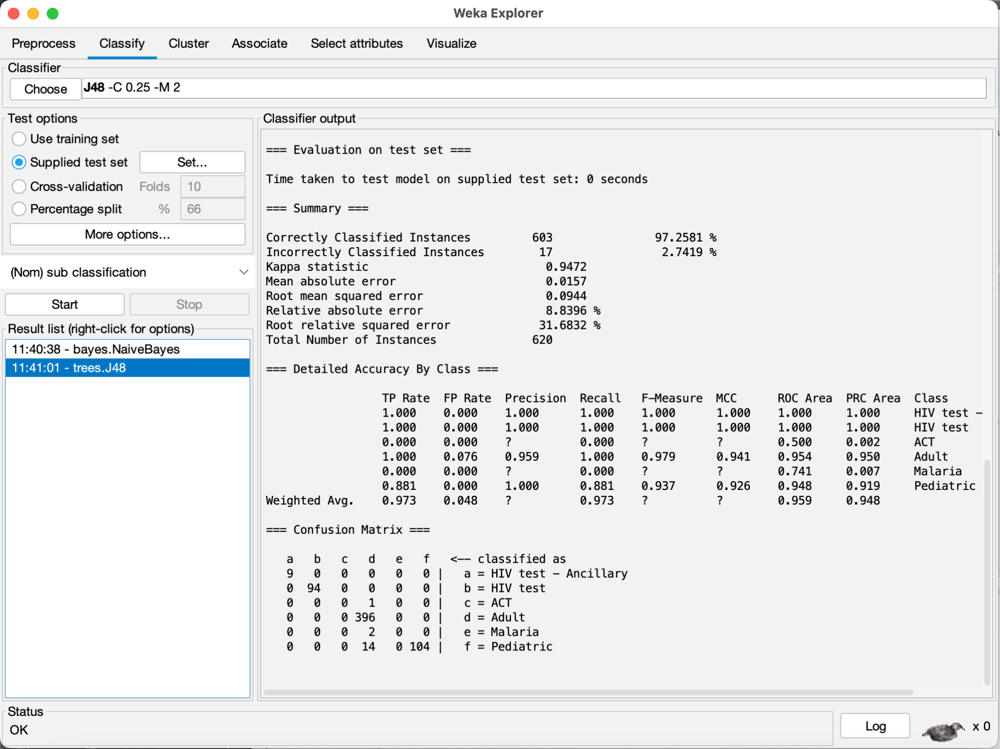 Weka Explorer
Preprocess Classify Cluster Associate Select attributes Visualize
Classifier
Choose J48 -C 0.25 -M 2
Test options
Use training set
Supplied test set Set...
Cross-validation Folds 10
Percentage split % 66
More options...
(Nom) sub classification
Start Stop
Result list (right-click for options)
11:40:38 - bayes.NaiveBayes
11:41:01 - trees.J48
Classifier output
=== Evaluation on test set ===
Time taken to test model on supplied test set: 0 seconds
=== Summary ===
Correctly Classified Instances 603 97.2581 %
Incorrectly Classified Instances 17 2.7419 %
Kappa statistic 0.9472
Mean absolute error 0.0157
Root mean squared error 0.0944
Relative absolute error 8.8396 %
Root relative squared error 31.6832 %
Total Number of Instances 620
=== Detailed Accuracy By Class ===
TP Rate FP Rate Precision Recall F-Measure MCC ROC Area PRC Area Class
1.000 0.000 1.000 1.000 1.000 1.000 1.000 1.000 HIV test -
1.000 0.000 1.000 1.000 1.000 1.000 1.000 1.000 HIV test
0.000 0.000 ? 0.000 ? ? 0.500 0.002 ACT
1.000 0.076 0.959 1.000 0.979 0.941 0.954 0.950 Adult
0.000 0.000 ? 0.000 ? ? 0.741 0.007 Malaria
0.881 0.000 1.000 0.881 0.937 0.926 0.948 0.919 Pediatric
Weighted Avg. 0.973 0.048 ? 0.973 ? ? 0.959 0.948
=== Confusion Matrix ===
a b c d e f <-- classified as
9 0 0 0 0 0 | a = HIV test - Ancillary
0 94 0 0 0 0 | b = HIV test
0 0 0 1 0 0 | c = ACT
0 0 0 396 0 0 | d = Adult
0 0 0 2 0 0 | e = Malaria
0 0 0 14 0 104 | f = Pediatric
Status
OK
Log x 0